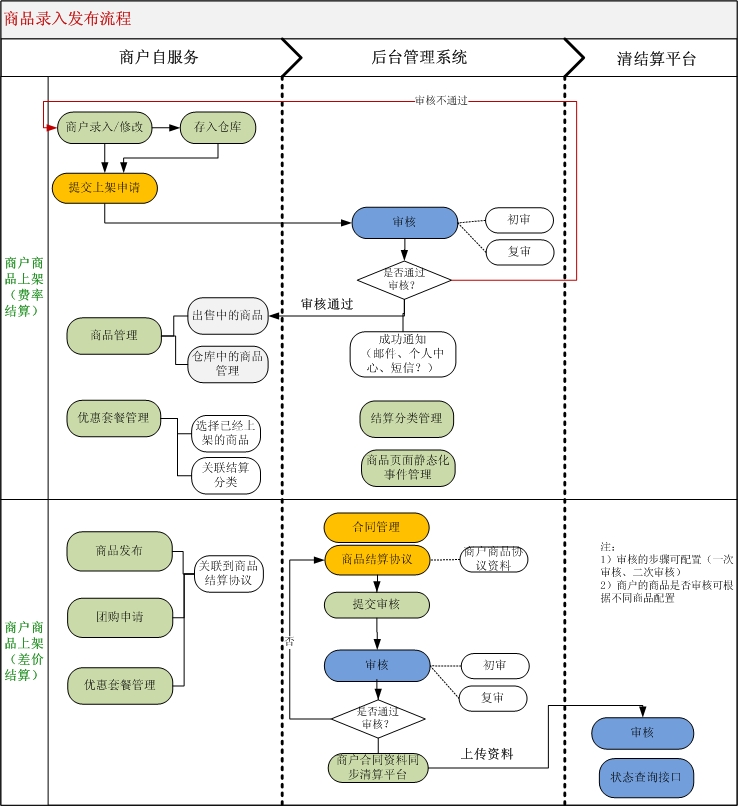 商品录入发布流程
商户自服务
后台管理系统
清结算平台
审核不通过
商户录入/修改
存入仓库
提交上架申请
审核
初审
复审
是否通过
审核?
商户商
品上架
(费率
结算)
审核通过
出售中的商品
商品管理
仓库中的商品
管理
成功通知
(邮件、个人中
心、短信?)
优惠套餐管理
选择已经上
架的商品
关联结算
分类
结算分类管理
商品页面静态化
事件管理
合同管理
商品发布
商品结算协议
商户商品协
议资料
关联到商品
结算协议
注:
1)审核的步骤可配置(一次
审核、二次审核)
2)商户的商品是否审核可根
据不同商品配置
提交审核
团购申请
商户商
品上架
(差价
结算)
否
审核
初审
复审
优惠套餐管理
是否通过
审核?
商户合同资料同
步清算平台
上传资料
审核
状态查询接口